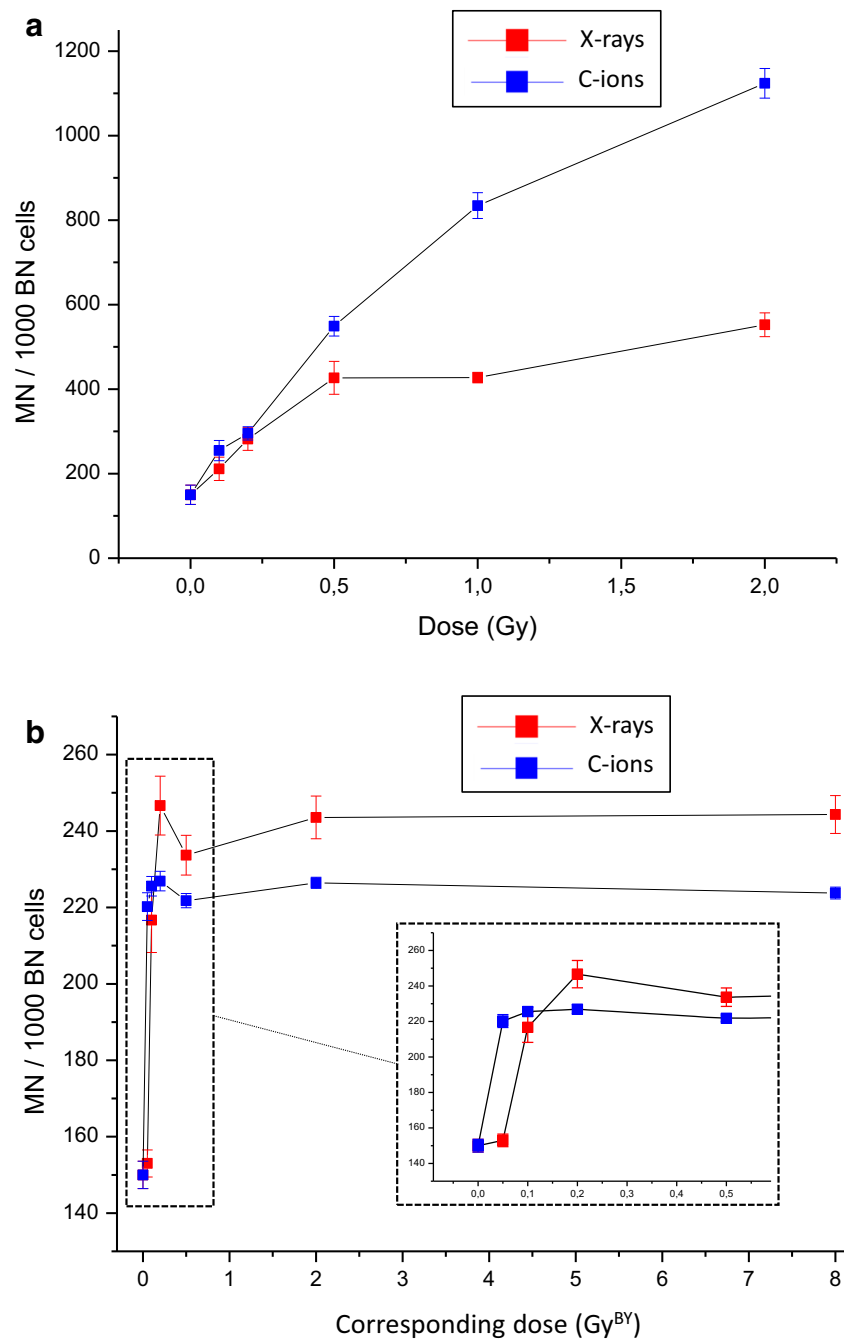 a
X-rays
C-ions
1200
1000
800
600
400
200
0
MN / 1000 BN cells
0,0 0,5 1,0 1,5 2,0
Dose (Gy)
b
X-rays
C-ions
260
240
220
200
180
160
140
MN / 1000 BN cells
260
240
220
200
180
160
150
140
0,0 0,1 0,2 0,3 0,4 0,5
0 1 2 3 4 5 6 7 8
Corresponding dose (Gy^BY)